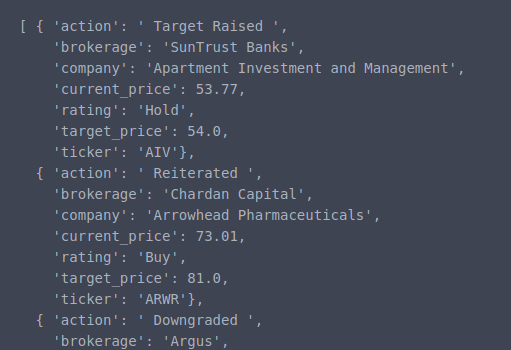 [ { 'action': ' Target Raised ',
'brokerage': 'SunTrust Banks',
'company': 'Apartment Investment and Management',
'current_price': 53.77,
'rating': 'Hold',
'target_price': 54.0,
'ticker': 'AIV'},
{ 'action': ' Reiterated ',
'brokerage': 'Chardan Capital',
'company': 'Arrowhead Pharmaceuticals',
'current_price': 73.01,
'rating': 'Buy',
'target_price': 81.0,
'ticker': 'ARWR'},
{ 'action': ' Downgraded ',
'brokerage': 'Argus',